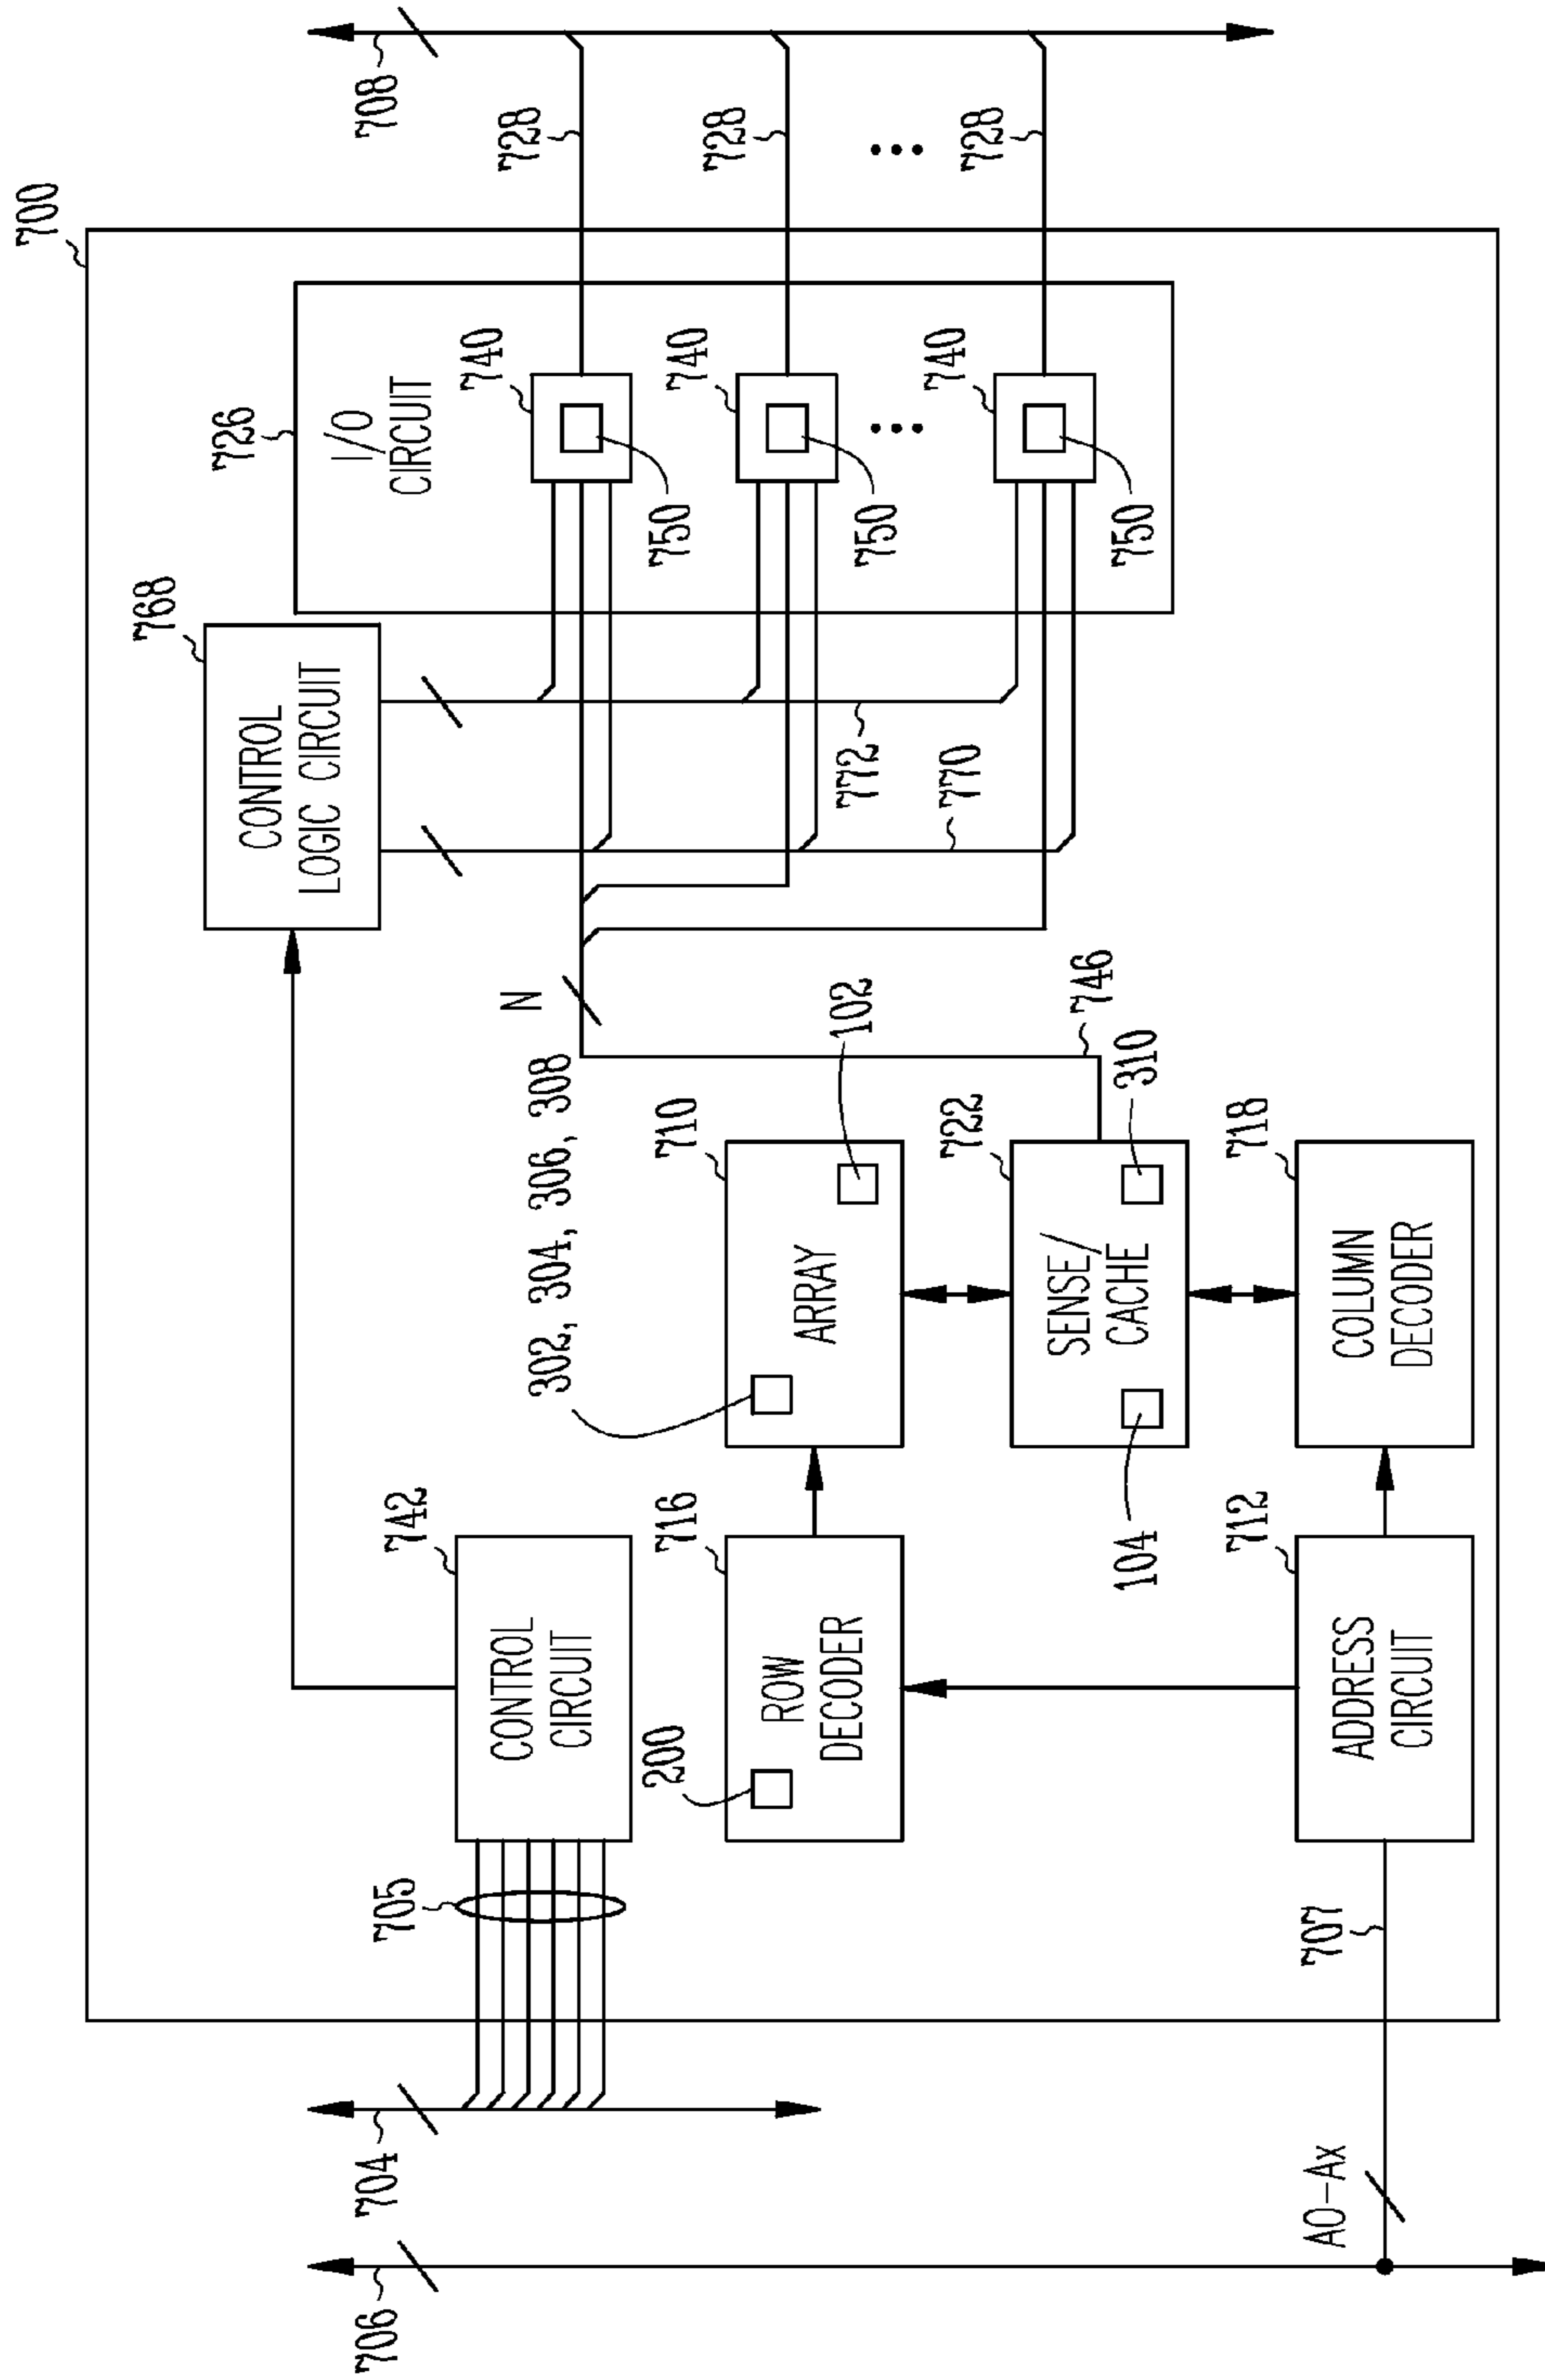 700
708
726
I/O
CIRCUIT
728
728
728
740
740
740
750
750
750
768
CONTROL
LOGIC CIRCUIT
772
770
N
746
302, 304, 306, 308
710
ARRAY
102
722
SENSE/
CACHE
310
104
718
COLUMN
DECODER
742
CONTROL
CIRCUIT
716
ROW
DECODER
200
712
ADDRESS
CIRCUIT
705
707
704
706
A0-Ax